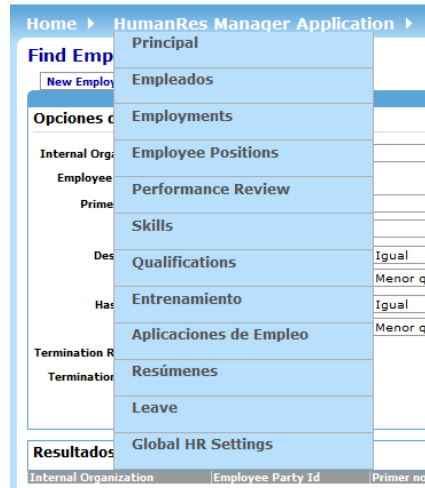 Home HumanRes Manager Application
Find Emp
New Employ
Principal
Empleados
Opciones d
Employments
Internal Orga
Employee Positions
Employee
Performance Review
Prime
Skills
Des
Qualifications
Igual
Menor q
Has
Entrenamiento
Igual
Menor q
Aplicaciones de Empleo
Termination R
Resúmenes
Termination
Leave
Resultados
Global HR Settings
Internal Organization Employee Party Id Primer no